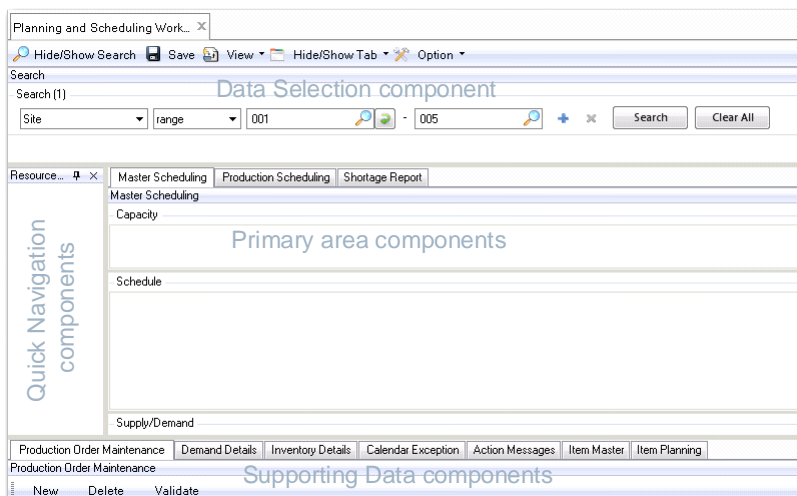 Planning and Scheduling Work...
Hide/Show Search Save View Hide/Show Tab Option
Search
Data Selection component
Search (1)
Site range 001 - 005 Search Clear All
Resource... Master Scheduling Production Scheduling Shortage Report
Master Scheduling
Capacity
Primary area components
Quick Navigation
components
Schedule
Supply/Demand
Production Order Maintenance Demand Details Inventory Details Calendar Exception Action Messages Item Master Item Planning
Production Order Maintenance
Supporting Data components
New Delete Validate